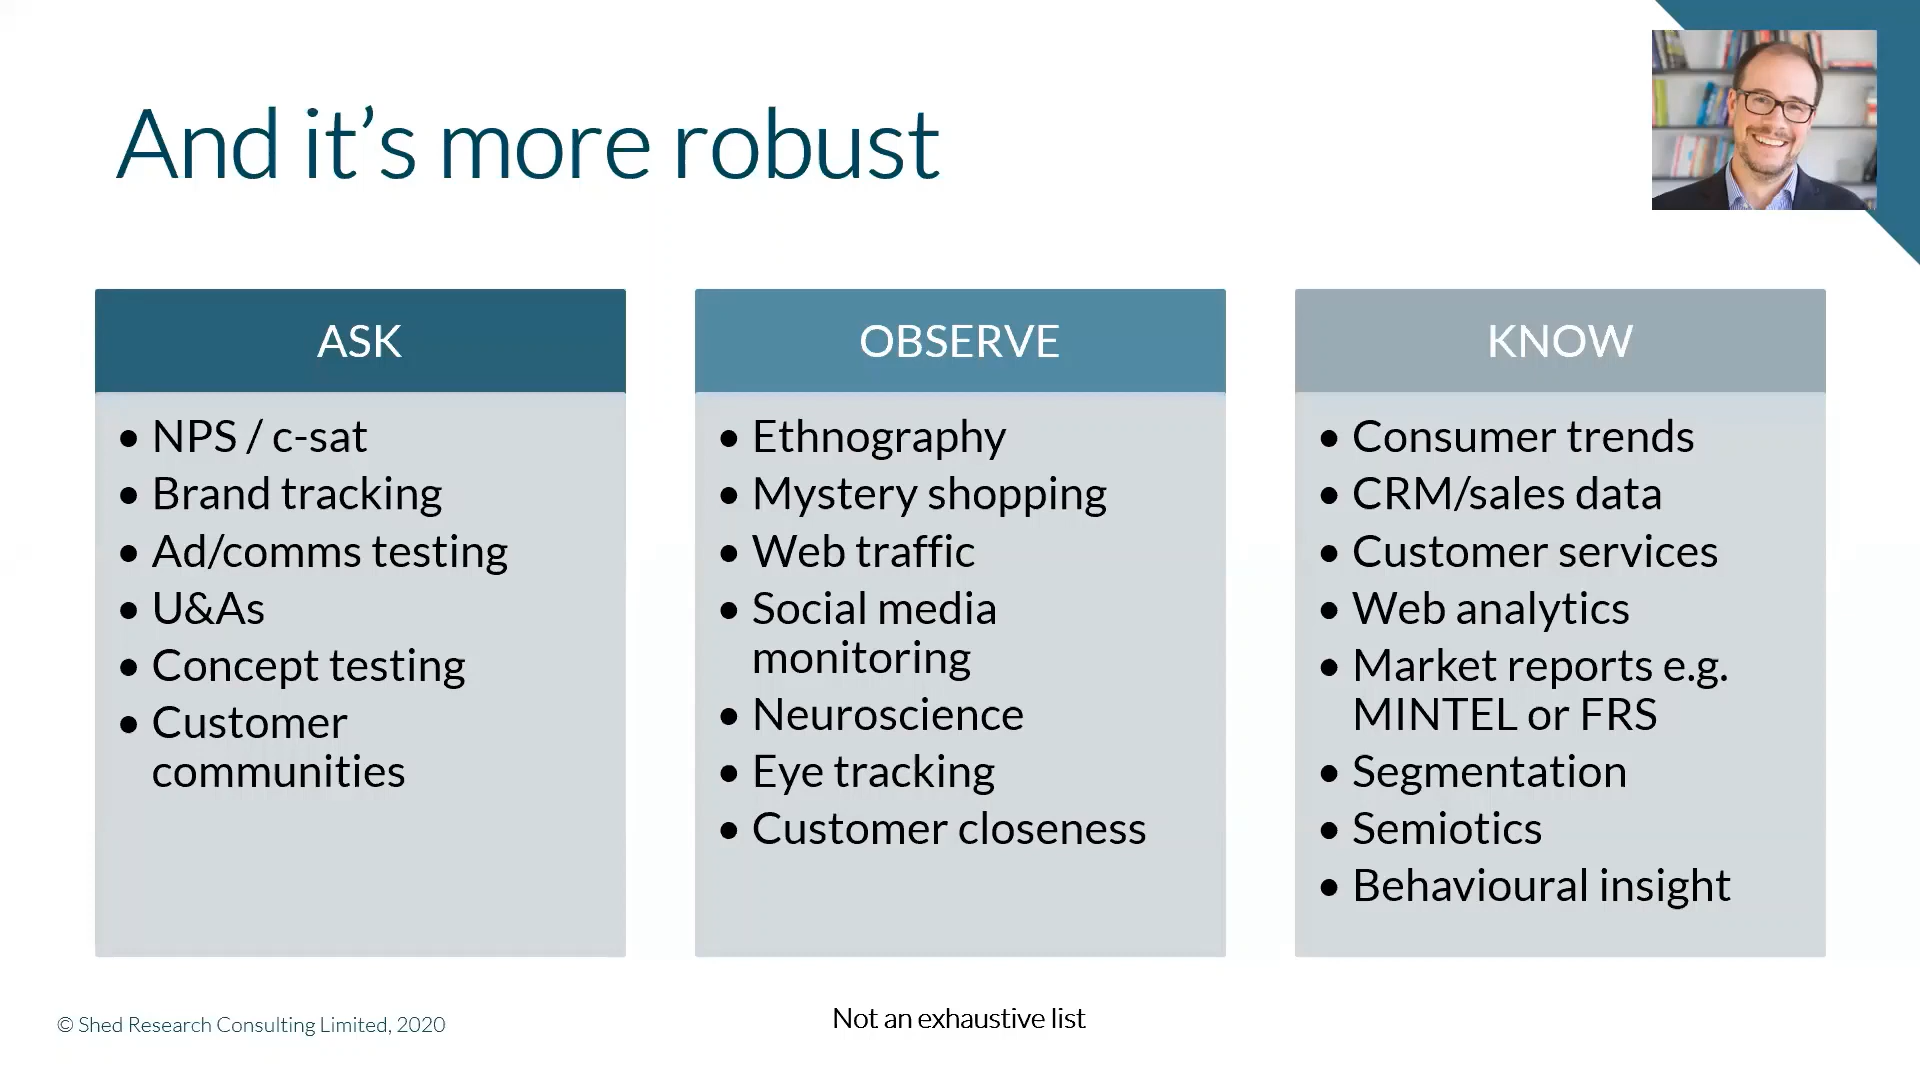 And it’s more robust
ASK
• NPS / c-sat
• Brand tracking
• Ad/comms testing
• U&As
• Concept testing
• Customer
communities
OBSERVE
• Ethnography
• Mystery shopping
• Web traffic
• Social media
monitoring
• Neuroscience
• Eye tracking
• Customer closeness
KNOW
• Consumer trends
• CRM/sales data
• Customer services
• Web analytics
• Market reports e.g.
MINTEL or FRS
• Segmentation
• Semiotics
• Behavioural insight
© Shed Research Consulting Limited, 2020
Not an exhaustive list